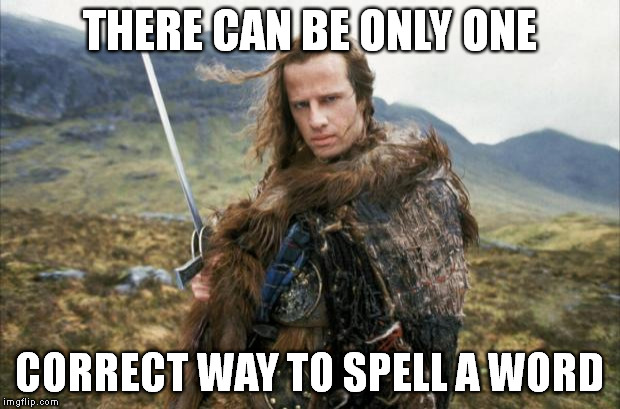 THERE CAN BE ONLY ONE
CORRECT WAY TO SPELL A WORD
imgflip.com